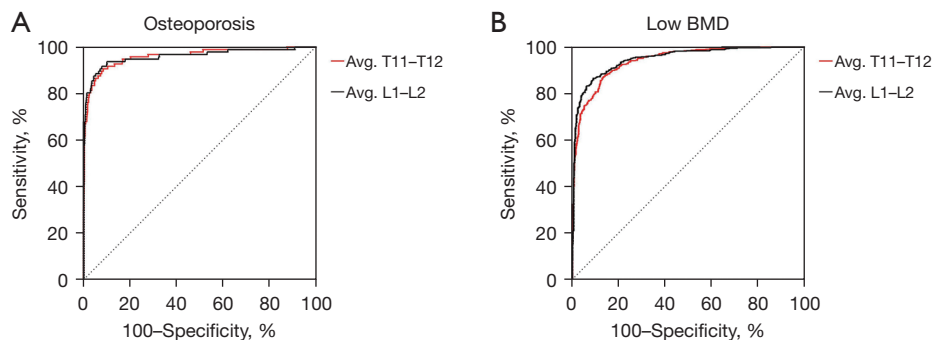 A
Osteoporosis
100
80
60
40
20
0
Sensitivity, %
0 20 40 60 80 100
100–Specificity, %
Avg. T11–T12
Avg. L1–L2
B
Low BMD
100
80
60
40
20
0
Sensitivity, %
0 20 40 60 80 100
100–Specificity, %
Avg. T11–T12
Avg. L1–L2